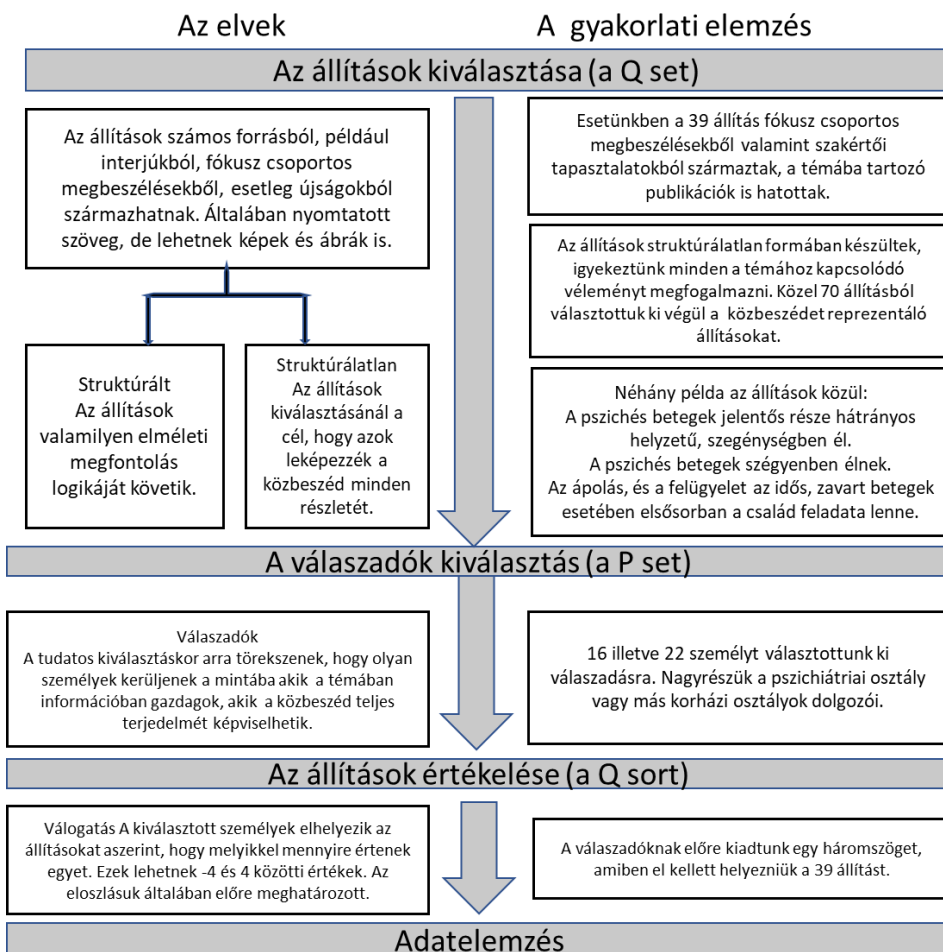 Az elvek
A gyakorlati elemzés
Az állítások kiválasztása (a Q set)
Az állítások számos forrásból, például
interjúkból, fókusz csoportos
megbeszélésekből, esetleg újságokból
származhatnak. Általában nyomtatott
szöveg, de lehetnek képek és ábrák is.
Esetünkben a 39 állítás fókusz csoportos
megbeszélésekből valamint szakértői
tapasztalatokból származtak, a témába tartozó
publikációk is hatottak.
Az állítások struktúrálatlan formában készültek,
igyekeztünk minden a témához kapcsolódó
véleményt megfogalmazni. Közel 70 állításból
választottuk ki végül a közbeszédet reprezentáló
állításokat.
Struktúrált
Az állítások
valamilyen elméleti
megfontolás
logikáját követik.
Struktúrálatlan
Az állítások
kiválasztásánál a
cél, hogy azok
leképezzék a
közbeszéd minden
részletét.
Néhány példa az állítások közül:
A pszichés betegek jelentős része hátrányos
helyzetű, szegénységben él.
A pszichés betegek szégyenben élnek.
Az ápolás, és a felügyelet az idős, zavart betegek
esetében elsősorban a család feladata lenne.
A válaszadók kiválasztás (a P set)
Válaszadók
A tudatos kiválasztáskor arra törekszenek, hogy olyan
személyek kerüljenek a mintába akik a témában
információban gazdagok, akik a közbeszéd teljes
terjedelmét képviselhetik.
16 illetve 22 személyt választottunk ki
válaszadásra. Nagyrészük a pszichiátriai osztály
vagy más korházi osztályok dolgozói.
Az állítások értékelése (a Q sort)
Válogatás A kiválasztott személyek elhelyezik az
állításokat aszerint, hogy melyikkel mennyire értenek
egyet. Ezek lehetnek -4 és 4 közötti értékek. Az
eloszlásuk általában előre meghatározott.
A válaszadóknak előre kiadtunk egy háromszöget,
amiben el kellett helyezniük a 39 állítást.
Adatelemzés